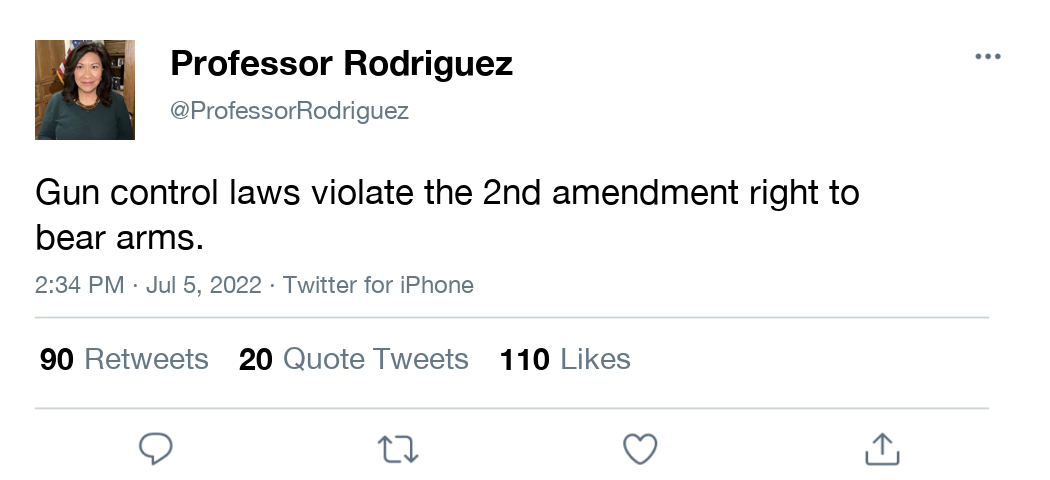 Professor Rodriguez
@ProfessorRodriguez
Gun control laws violate the 2nd amendment right to
bear arms.
2:34 PM · Jul 5, 2022 · Twitter for iPhone
90 Retweets 20 Quote Tweets 110 Likes